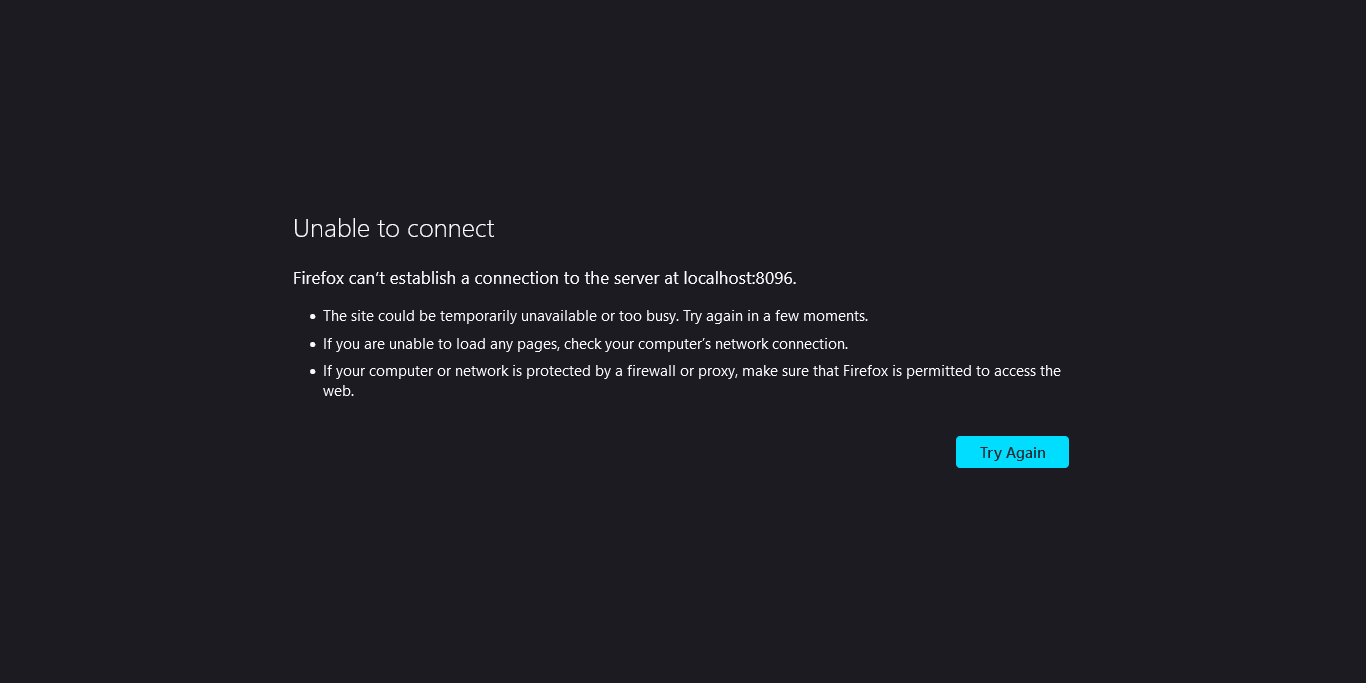 Unable to connect
Firefox can’t establish a connection to the server at localhost:8096.
• The site could be temporarily unavailable or too busy. Try again in a few moments.
• If you are unable to load any pages, check your computer’s network connection.
• If your computer or network is protected by a firewall or proxy, make sure that Firefox is permitted to access the
web.
Try Again